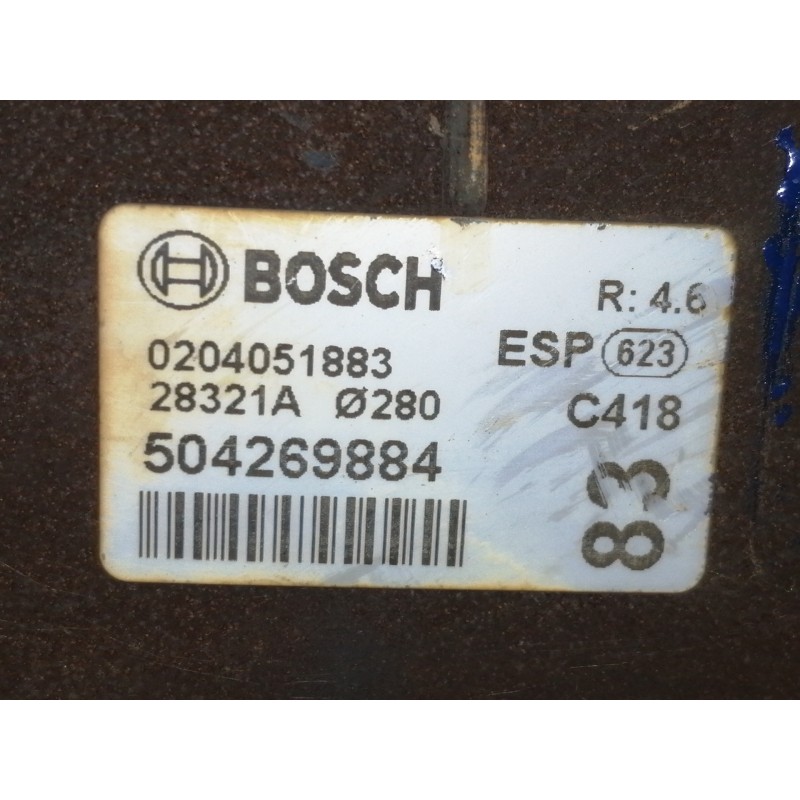 BOSCH
R: 4.6
0204051883
ESP 623
28321A Ø280
C418
504269884
83